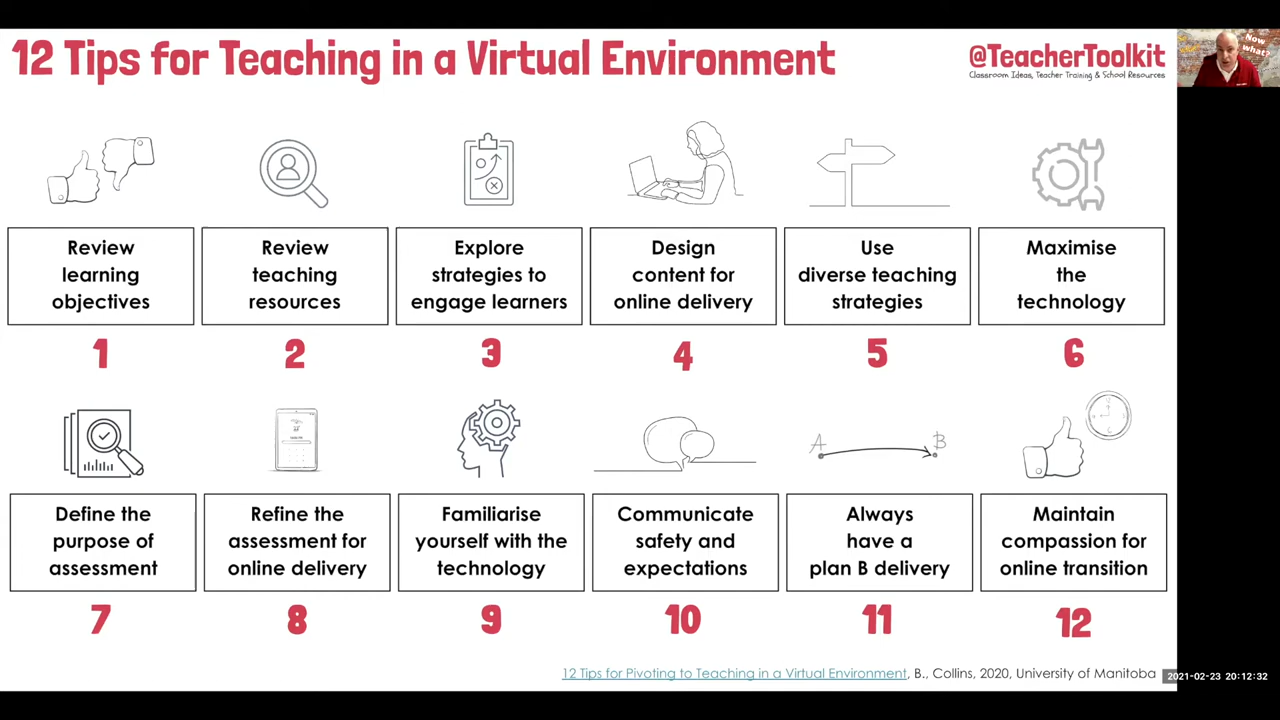 12 Tips for Teaching in a Virtual Environment
@TeacherToolkit
Classroom Ideas, Teacher Training & School Resources
Now
what?
Review
learning
objectives
1
Review
teaching
resources
2
Explore
strategies to
engage learners
3
Design
content for
online delivery
4
Use
diverse teaching
strategies
5
Maximise
the
technology
6
Define the
purpose of
assessment
7
Refine the
assessment for
online delivery
8
Familiarise
yourself with the
technology
9
Communicate
safety and
expectations
10
A B
Always
have a
plan B delivery
11
Maintain
compassion for
online transition
12
12 Tips for Pivoting to Teaching in a Virtual Environment, B., Collins, 2020, University of Manitoba
2021-02-23 20:12:32